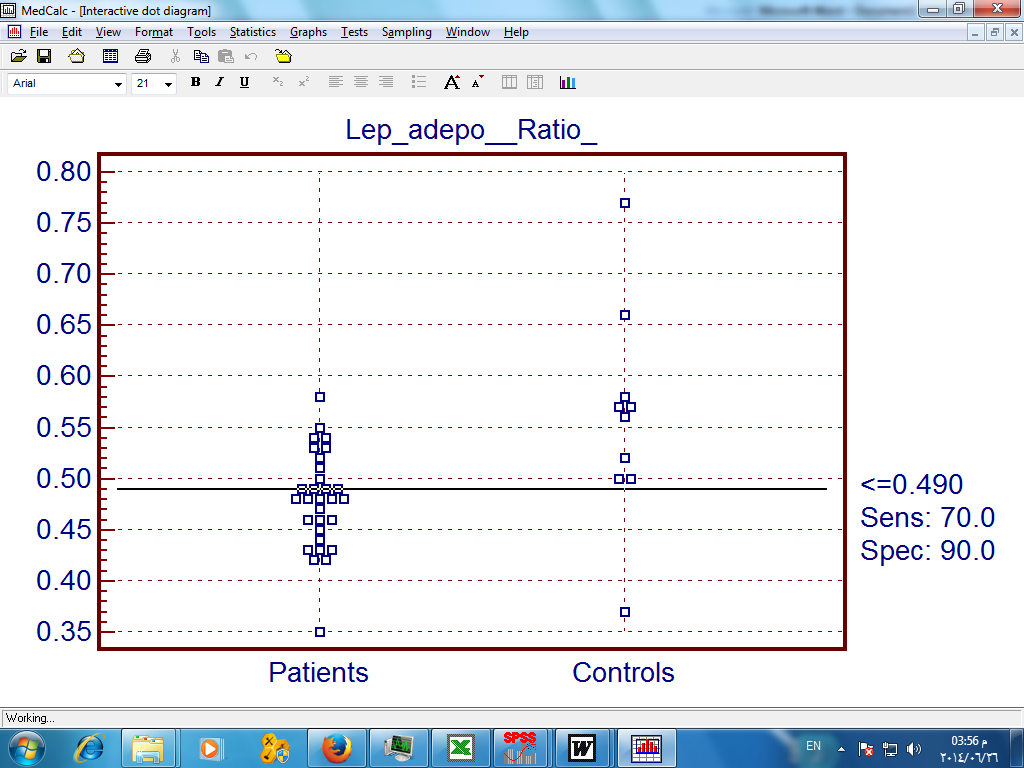 MedCalc - [Interactive dot diagram]
File Edit View Format Tools Statistics Graphs Tests Sampling Window Help
Arial 21 B I U
Lep_adepo__Ratio_
0.80
0.75
0.70
0.65
0.60
0.55
0.50
0.45
0.40
0.35
<=0.490
Sens: 70.0
Spec: 90.0
Patients Controls
Working...
SPSS
W
EN
03:56 م
٢٠١٤/٠٦/٢٦